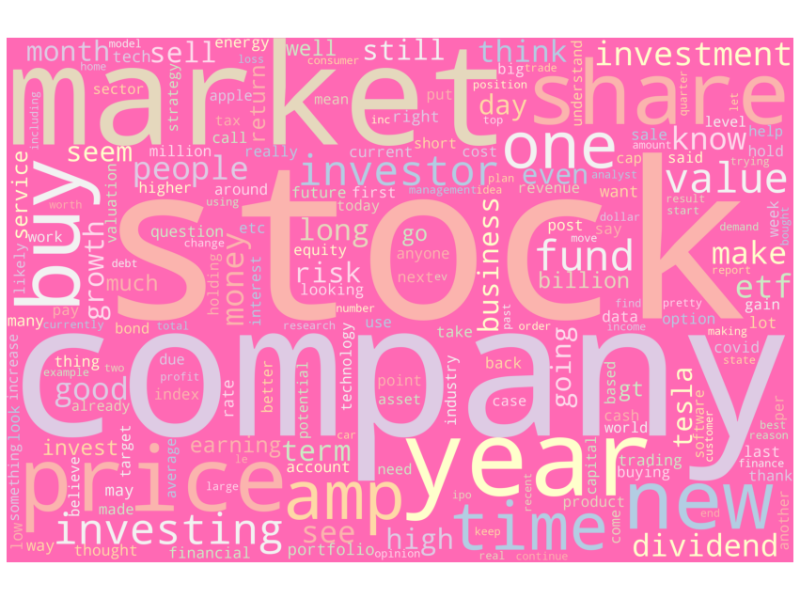 month
model
tech
sell
energy
loss
well
consumer
still
think
big
trade
position
understand
investment
home
sector
strategy
apple
return
mean
put
market
share
day
quarter
let
including
tax
call
inc
right
top
level
amount
trying
buy
seem
million
really
current
short
cost
one
sale
know
help
cap
said
hold
people
investor
even
analyst
value
service
higher
around
future
first
management
idea
plan
revenue
want
result
start
likely
worth
using
valuation
work
question
change
today
long
post
dollar
say
move
fund
week
bought
demand
growth
etc
equity
go
anyone
business
make
report
stock
debt
much
holding
money
interest
risk
looking
next
ev
billion
etf
gain
many
pay
currently
bond
total
research
number
use
take
past
order
data
find
income
pretty
option
lot
making
company
thing
example
two
due
profit
increase
look
something
good
already
index
rate
better
potential
technology
point
asset
back
industry
case
going
based
gt
cash
world
covid
state
tesla
software
customer
per
best
reason
invest
believe
target
average
earning
car
le
term
account
need
year
capital
trading
buying
last
finance
thank
price
low
may
made
large
amp
see
ipo
recent
time
product
come
new
end
another
way
thought
investing
financial
portfolio
opinion
high
keep
real
continue
dividend